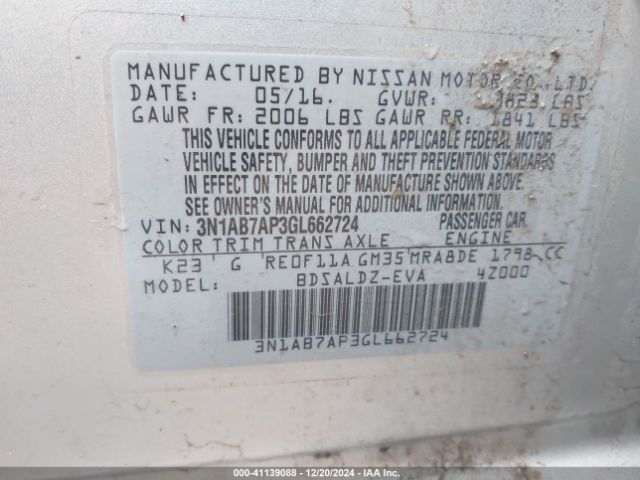 MANUFACTURED BY NISSAN MOTOR CO., LTD.
DATE: 05/16. GVWR: 3823 LBS
GAWR FR: 2006 LBS GAWR RR: 1841 LBS
THIS VEHICLE CONFORMS TO ALL APPLICABLE FEDERAL MOTOR
VEHICLE SAFETY, BUMPER AND THEFT PREVENTION STANDARDS
IN EFFECT ON THE DATE OF MANUFACTURE SHOWN ABOVE.
SEE OWNER'S MANUAL FOR ADDITIONAL INFORMATION.
VIN: 3N1AB7AP3GL662724 PASSENGER CAR
COLOR TRIM TRANS AXLE ENGINE
K23 G RE0F11A GM35 MRA8DE 1798 CC
MODEL: BDSALDZ-EVA 4Z000
3N1AB7AP3GL662724
000-41139088 | 12/20/2024 - IAA Inc.